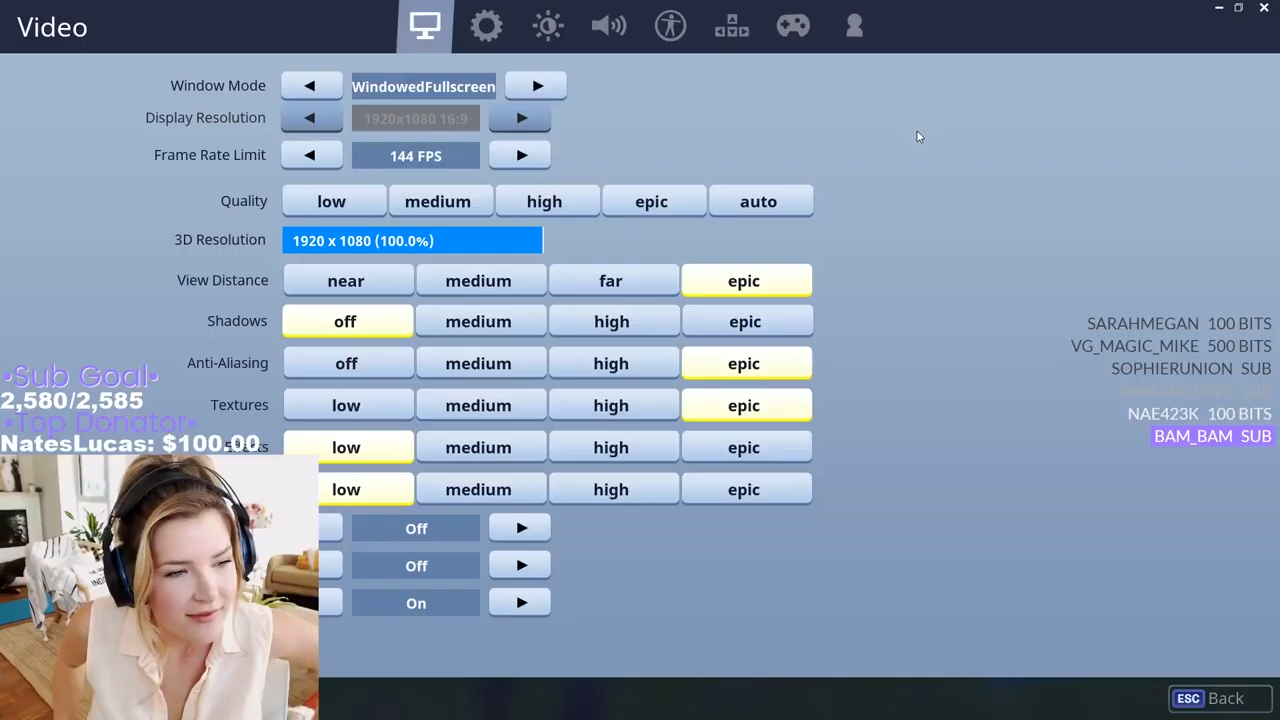 Video
Window Mode
WindowedFullscreen
Display Resolution
1920x1080 16:9
Frame Rate Limit
144 FPS
Quality
low medium high epic auto
3D Resolution
1920 x 1080 (100.0%)
View Distance
near medium far epic
Shadows
off medium high epic
Anti-Aliasing
off medium high epic
Textures
low medium high epic
low medium high epic
low medium high epic
Off
Off
On
•Sub Goal•
2,580/2,585
•Top Donator•
NatesLucas: $100.00
SARAHMEGAN 100 BITS
VG_MAGIC_MIKE 500 BITS
SOPHIERUNION SUB
NAE423K 100 BITS
BAM_BAM SUB
ESC Back